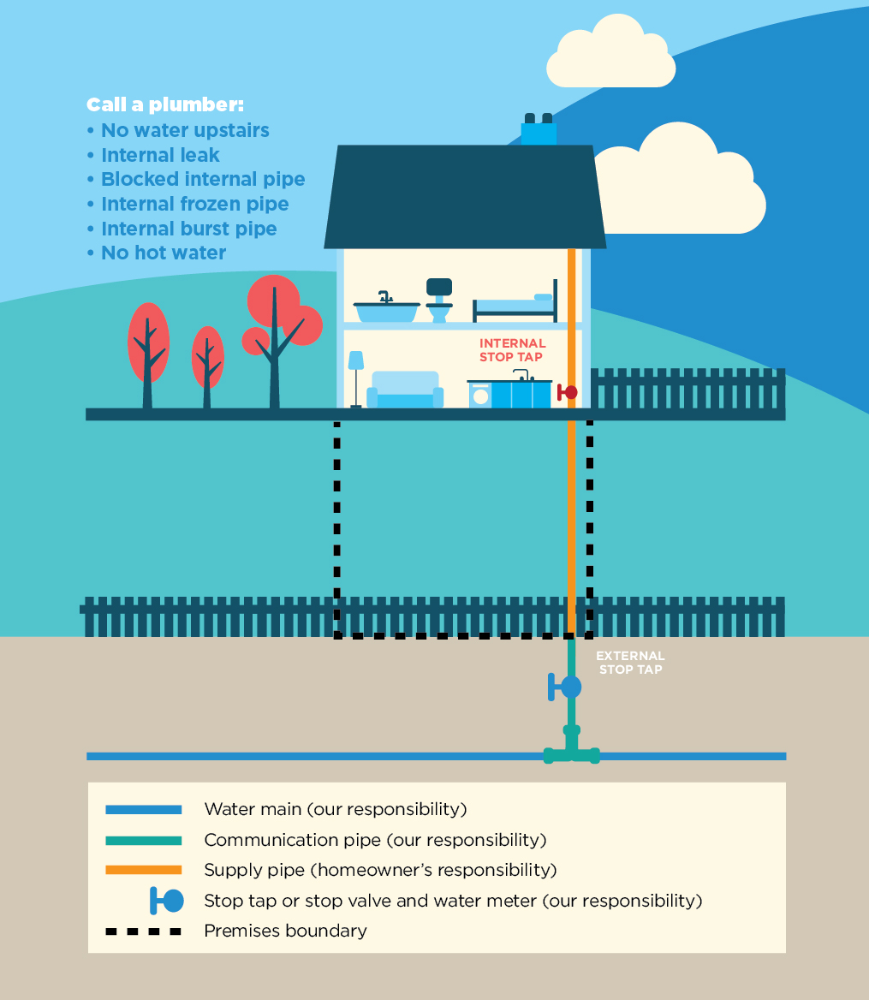 Call a plumber:
• No water upstairs
• Internal leak
• Blocked internal pipe
• Internal frozen pipe
• Internal burst pipe
• No hot water
INTERNAL
STOP TAP
EXTERNAL
STOP TAP
Water main (our responsibility)
Communication pipe (our responsibility)
Supply pipe (homeowner’s responsibility)
Stop tap or stop valve and water meter (our responsibility)
Premises boundary